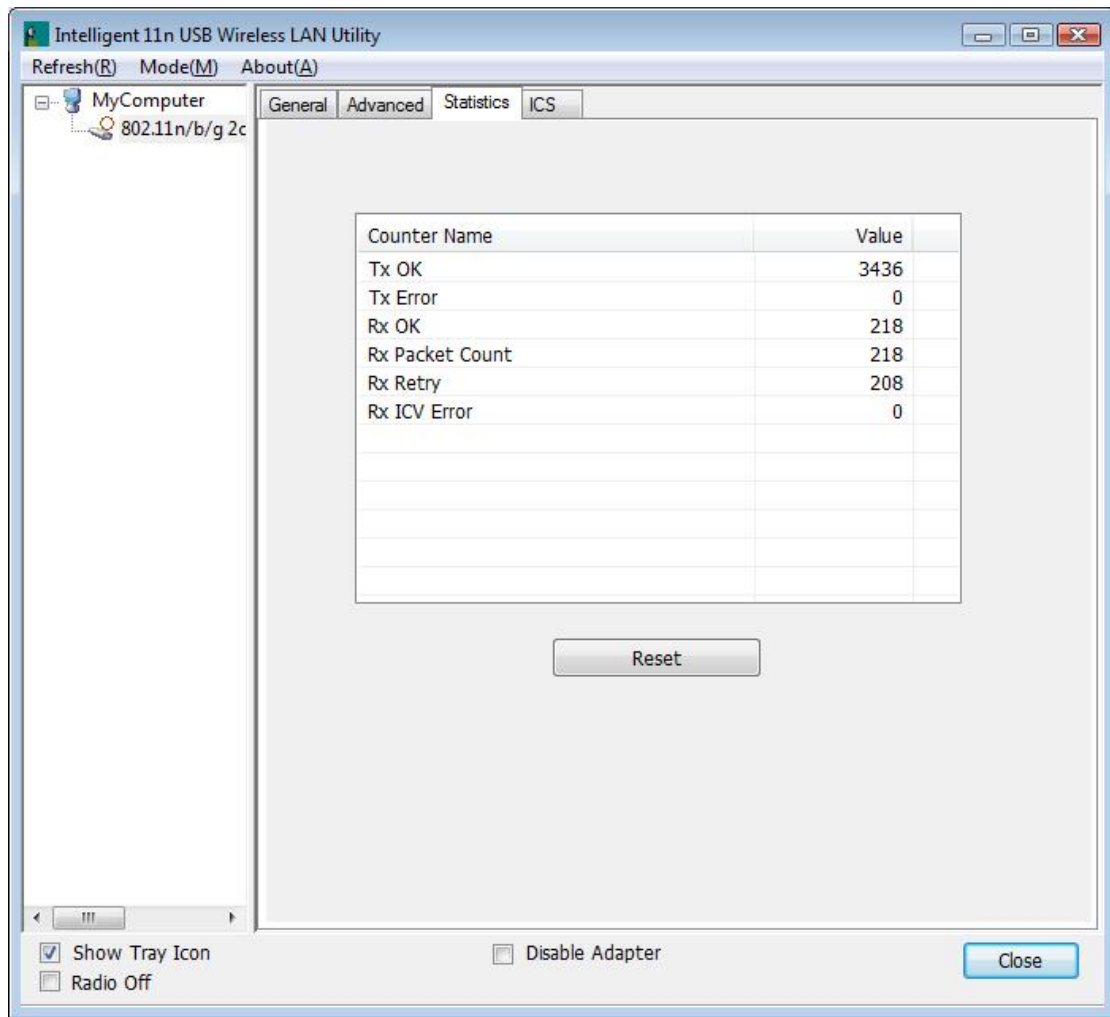 Intelligent 11n USB Wireless LAN Utility
Refresh(R) Mode(M) About(A)
MyComputer
802.11n/b/g 2c
General Advanced Statistics ICS
Counter Name Value
Tx OK 3436
Tx Error 0
Rx OK 218
Rx Packet Count 218
Rx Retry 208
Rx ICV Error 0
Reset
Show Tray Icon
Radio Off
Disable Adapter
Close